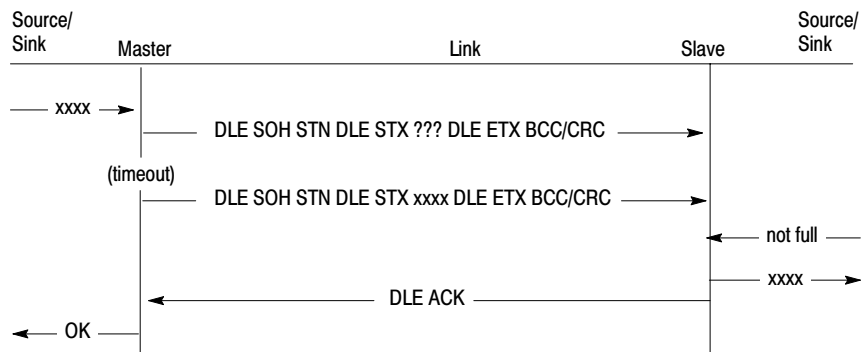 Source/
Sink
Master
Link
Slave
Source/
Sink
xxxx
DLE SOH STN DLE STX ??? DLE ETX BCC/CRC
(timeout)
DLE SOH STN DLE STX xxxx DLE ETX BCC/CRC
not full
xxxx
DLE ACK
OK